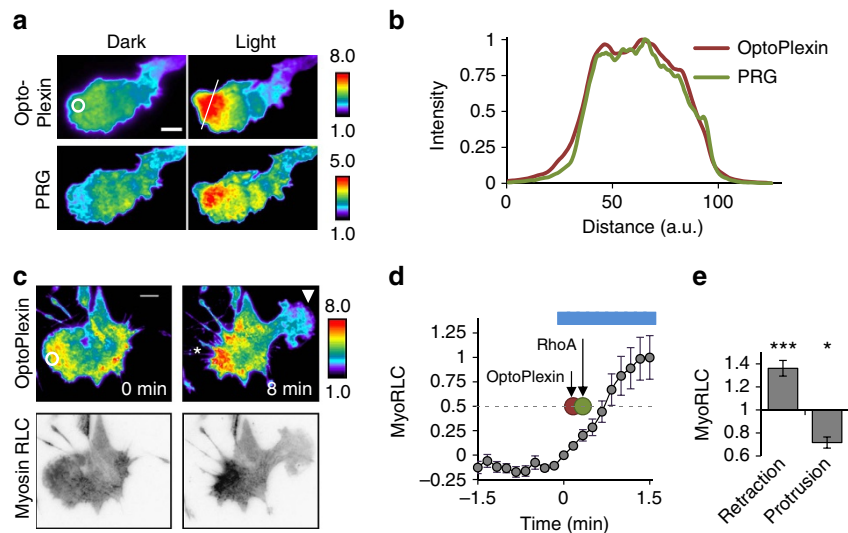 a
Dark
Light
Opto-
Plexin
8.0
1.0
PRG
5.0
1.0
b
Intensity
1
0.75
0.5
0.25
0
0
50
100
Distance (a.u.)
OptoPlexin
PRG
c
OptoPlexin
0 min
*
8 min
8.0
1.0
Myosin RLC
d
MyoRLC
1.25
1
0.75
0.5
0.25
0
−0.25
−1.5
0
1.5
Time (min)
RhoA
OptoPlexin
e
MyoRLC
***
*
1.4
1.2
1
0.8
0.6
Retraction
Protrusion